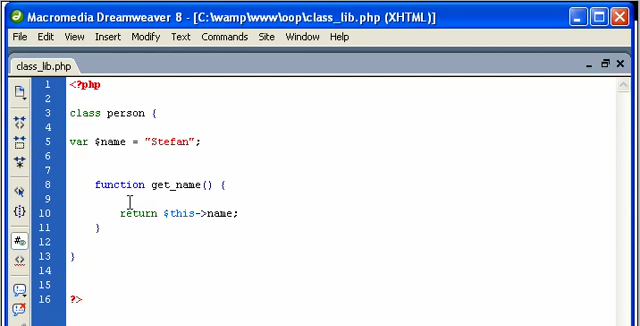 Macromedia Dreamweaver 8 - [C:\wamp\www\oop\class_lib.php (XHTML)]
File Edit View Insert Modify Text Commands Site Window Help
class_lib.php
1 <?php
2
3 class person {
4
5 var $name = "Stefan";
6
7
8 function get_name() {
9
10 return $this->name;
11 }
12
13 }
14
15
16 ?>